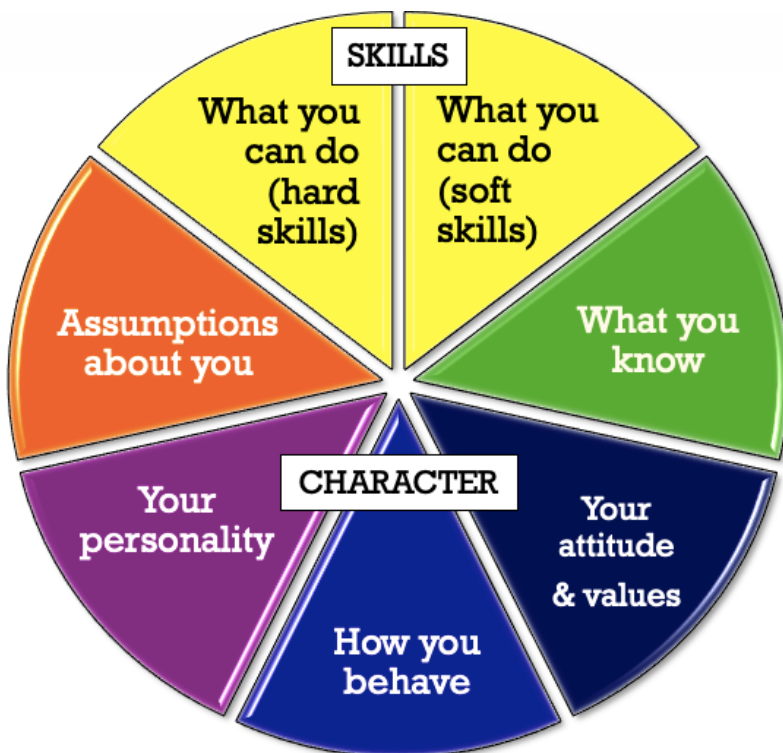 SKILLS
What you
can do
(hard
skills)
What you
can do
(soft
skills)
Assumptions
about you
What you
know
CHARACTER
Your
personality
How you
behave
Your
attitude
& values